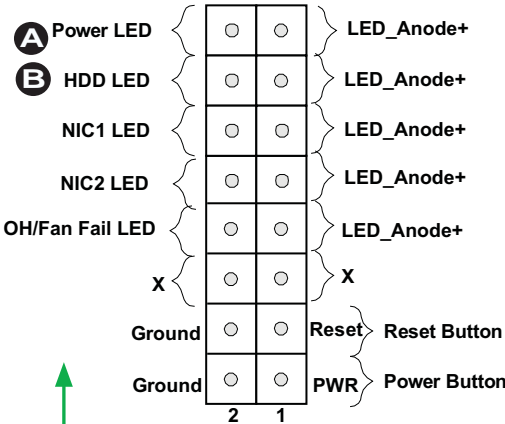 A Power LED LED_Anode+
B HDD LED LED_Anode+
NIC1 LED LED_Anode+
NIC2 LED LED_Anode+
OH/Fan Fail LED LED_Anode+
X X
Ground Reset Reset Button
Ground PWR Power Button
2 1